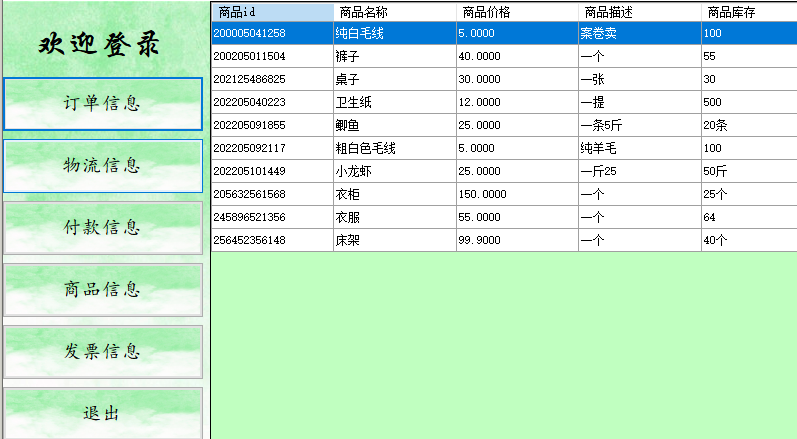 欢迎登录
订单信息
物流信息
付款信息
商品信息
发票信息
退出
商品id 商品名称 商品价格 商品描述 商品库存
200005041258 纯白毛线 5.0000 案卷卖 100
200205011504 裤子 40.0000 一个 55
202125486825 桌子 30.0000 一张 30
202205040223 卫生纸 12.0000 一提 500
202205091855 鲫鱼 25.0000 一条5斤 20条
202205092117 粗白色毛线 5.0000 纯羊毛 100
202205101449 小龙虾 25.0000 一斤25 50斤
205632561568 衣柜 150.0000 一个 25个
245896521356 衣服 55.0000 一个 64
256452356148 床架 99.9000 一个 40个